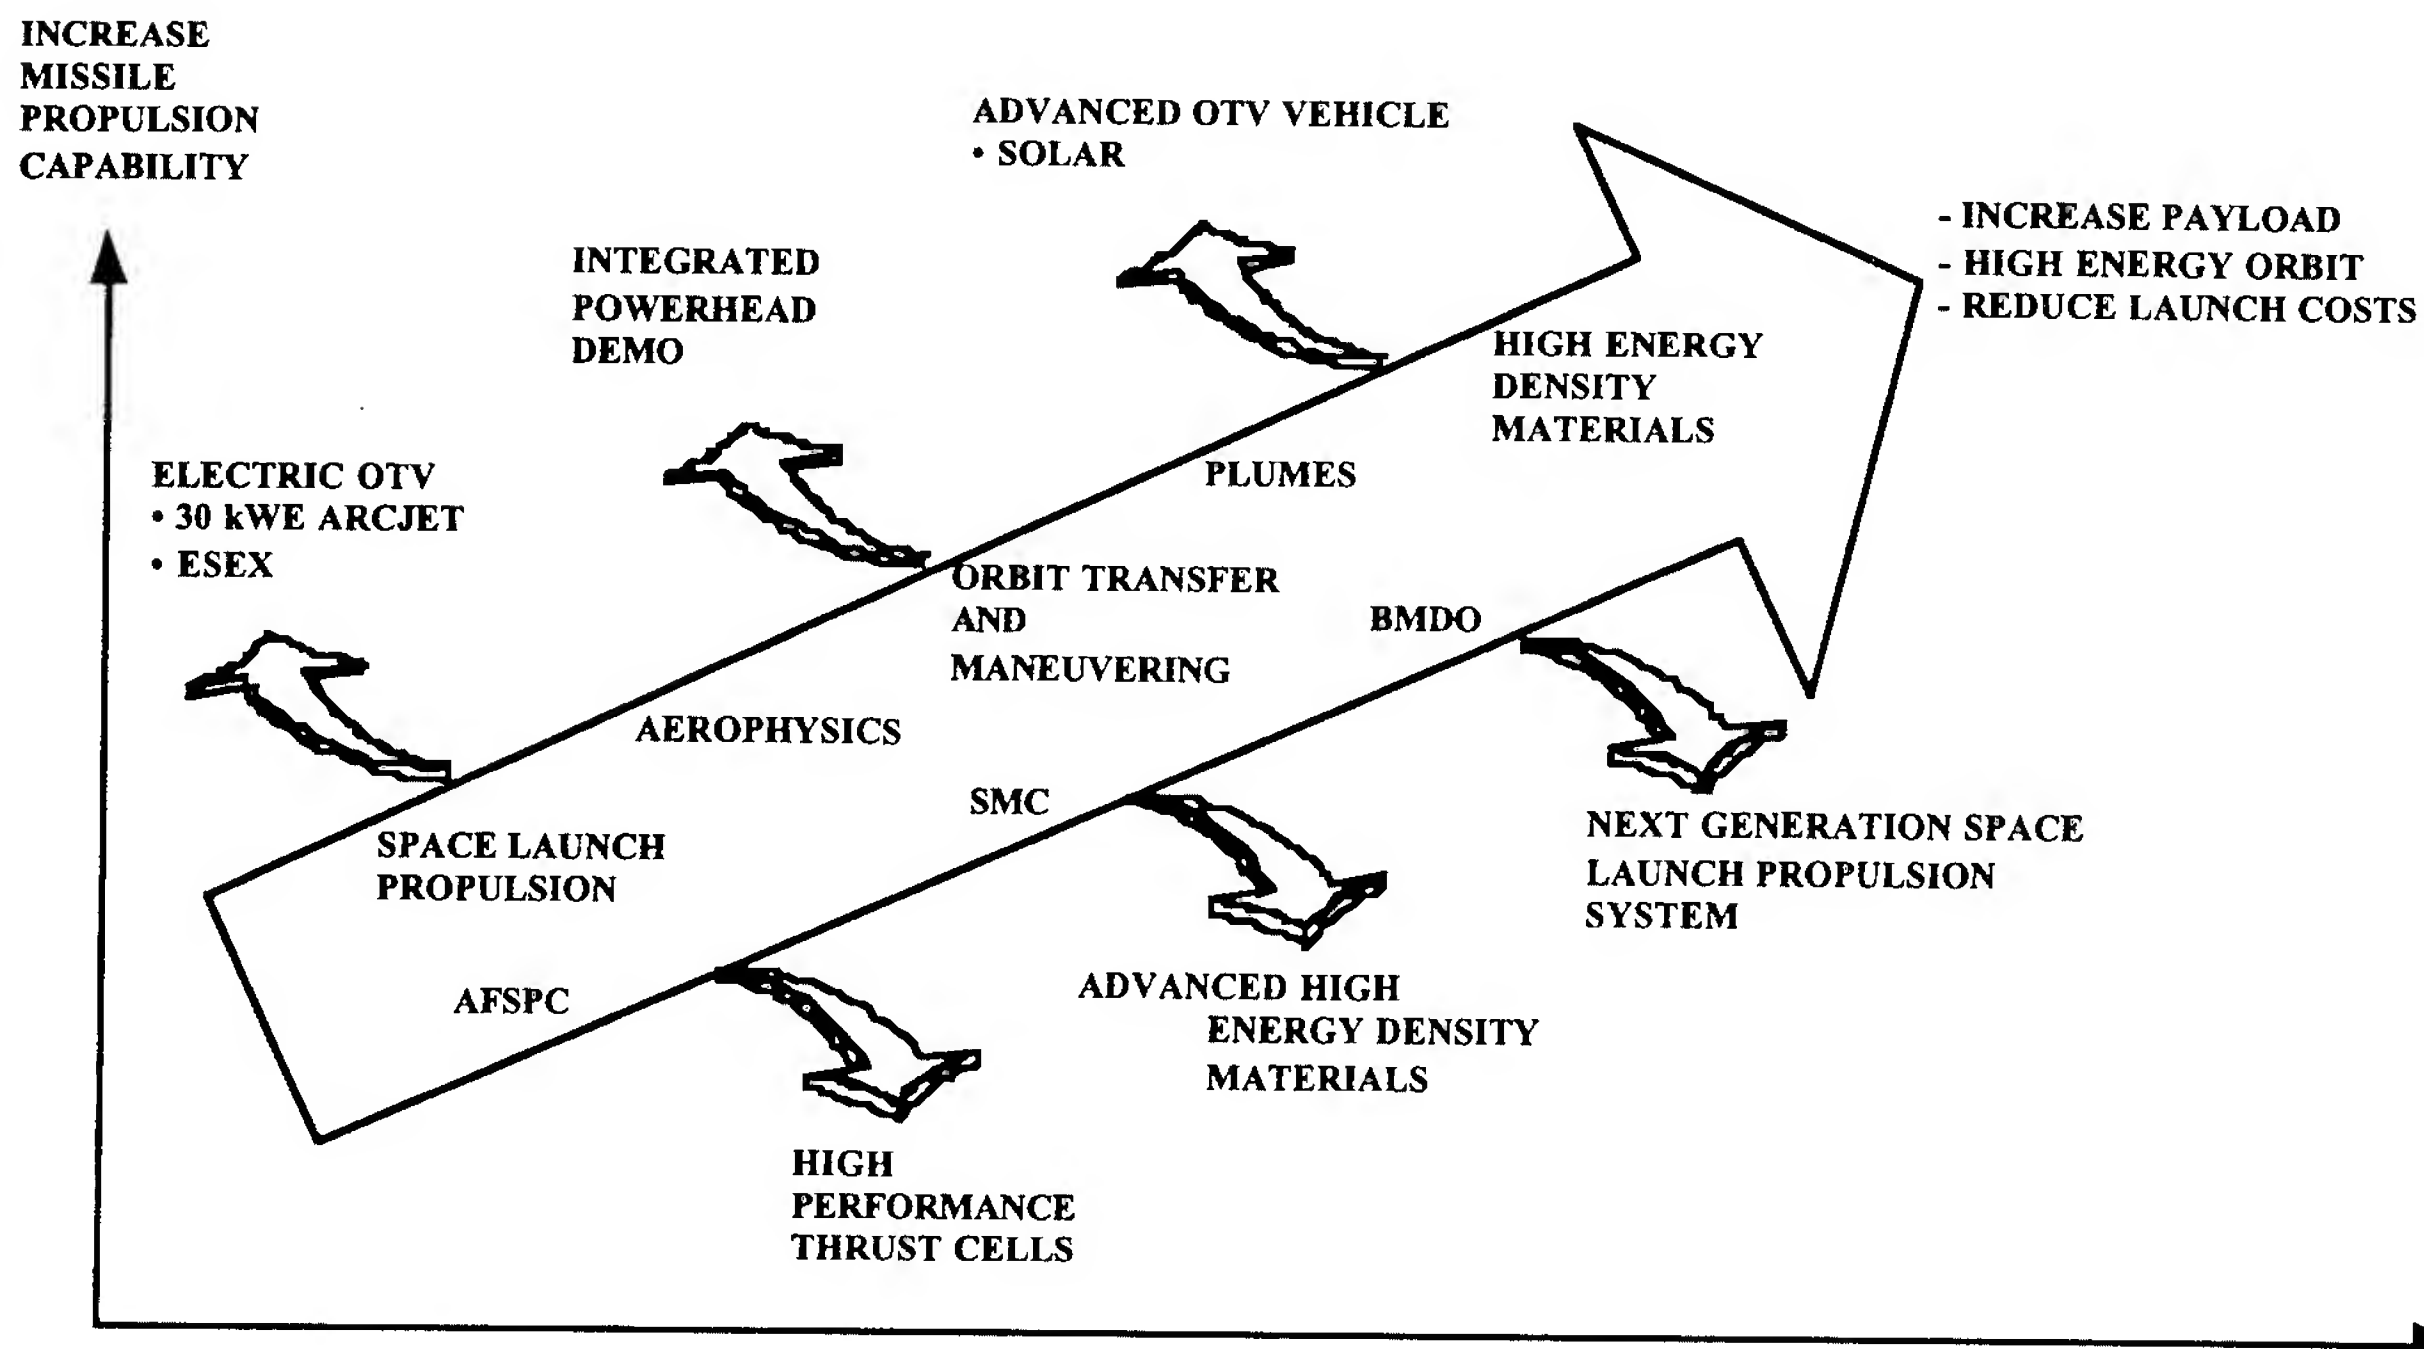 INCREASE
MISSILE
PROPULSION
CAPABILITY
ADVANCED OTV VEHICLE
• SOLAR
- INCREASE PAYLOAD
- HIGH ENERGY ORBIT
- REDUCE LAUNCH COSTS
INTEGRATED
POWERHEAD
DEMO
HIGH ENERGY
DENSITY
MATERIALS
ELECTRIC OTV
• 30 kWE ARCJET
• ESEX
PLUMES
ORBIT TRANSFER
AND
MANEUVERING
BMDO
AEROPHYSICS
SMC
SPACE LAUNCH
PROPULSION
NEXT GENERATION SPACE
LAUNCH PROPULSION
SYSTEM
AFSPC
ADVANCED HIGH
ENERGY DENSITY
MATERIALS
HIGH
PERFORMANCE
THRUST CELLS